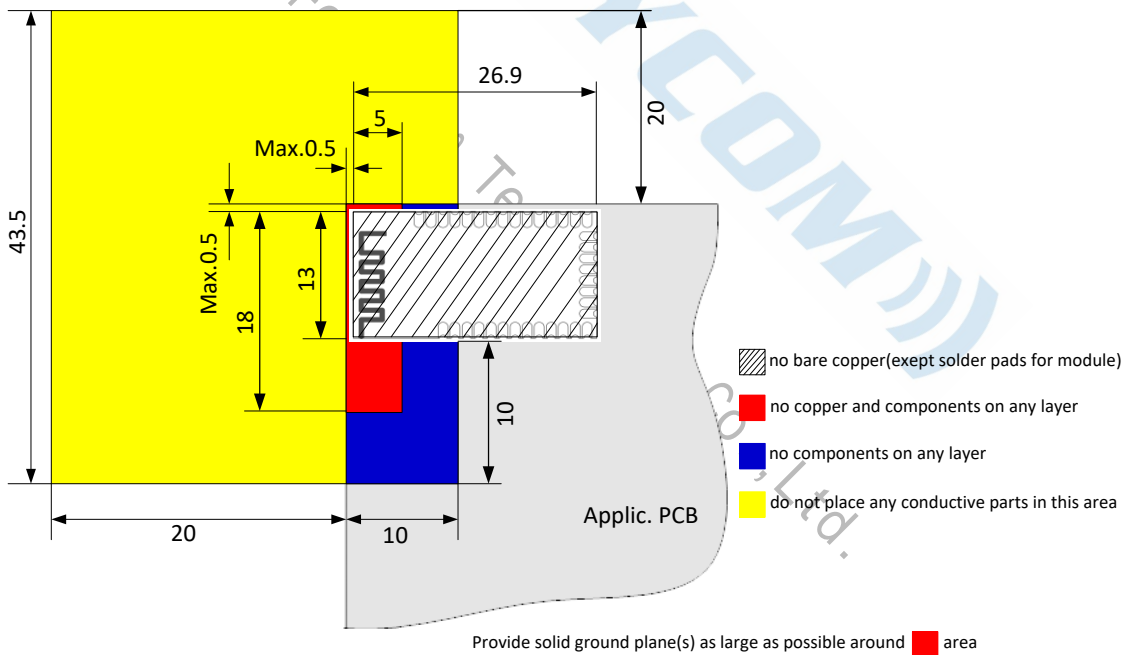 26.9
20
5
Max.0.5
43.5
Max.0.5
13
18
10
no bare copper(exept solder pads for module)
no copper and components on any layer
no components on any layer
do not place any conductive parts in this area
Applic. PCB
20
10
Provide solid ground plane(s) as large as possible around area
YCOM
Co.,Ltd.